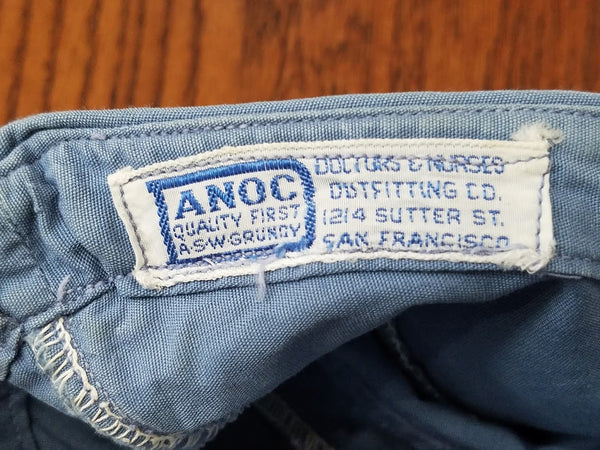 ANOC
QUALITY FIRST
A.S.W. GRUNDY
DOCTORS & NURSES
OUTFITTING CO.
1214 SUTTER ST.
SAN FRANCISCO